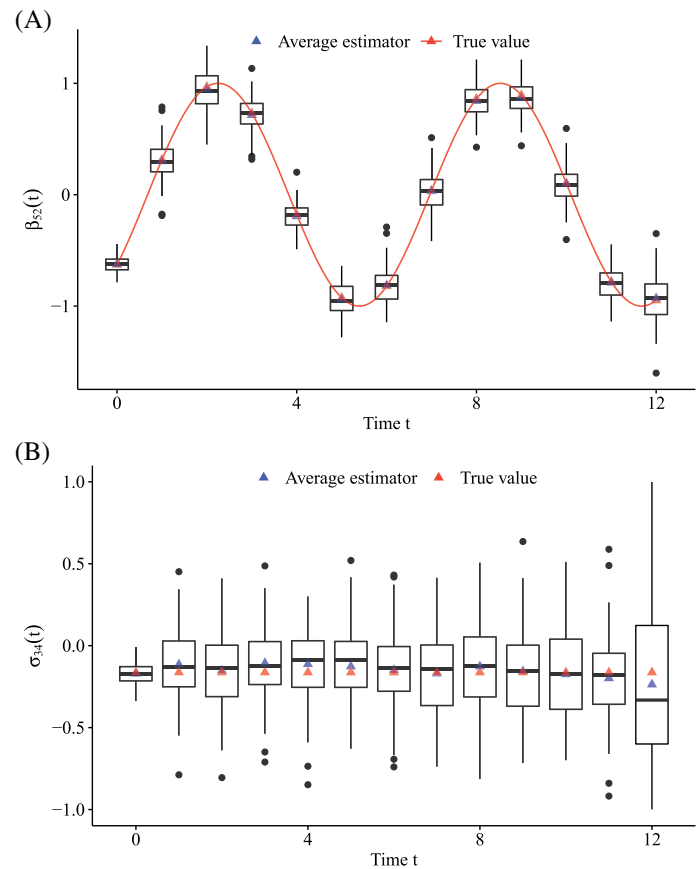 (A)
Average estimator True value
1
0
−1
β52(t)
0 4 8 12
Time t
(B)
Average estimator True value
1.0
0.5
0.0
−0.5
−1.0
σ34(t)
0 4 8 12
Time t